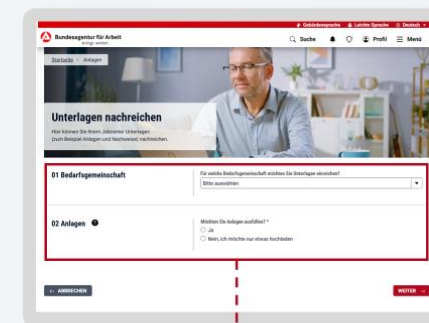 Gebärdensprache Leichte Sprache Deutsch
Bundesagentur für Arbeit
bringt weiter.
Suche Profil Menü
Startseite › Anlagen
Unterlagen nachreichen
Hier können Sie Ihrem Jobcenter Unterlagen
(zum Beispiel Anlagen und Nachweise) nachreichen.
01 Bedarfsgemeinschaft
Für welche Bedarfsgemeinschaft möchten Sie Unterlagen einreichen?
Bitte auswählen
02 Anlagen ?
Möchten Sie Anlagen ausfüllen? *
Ja
Nein, ich möchte nur etwas hochladen
← ABBRECHEN
WEITER →